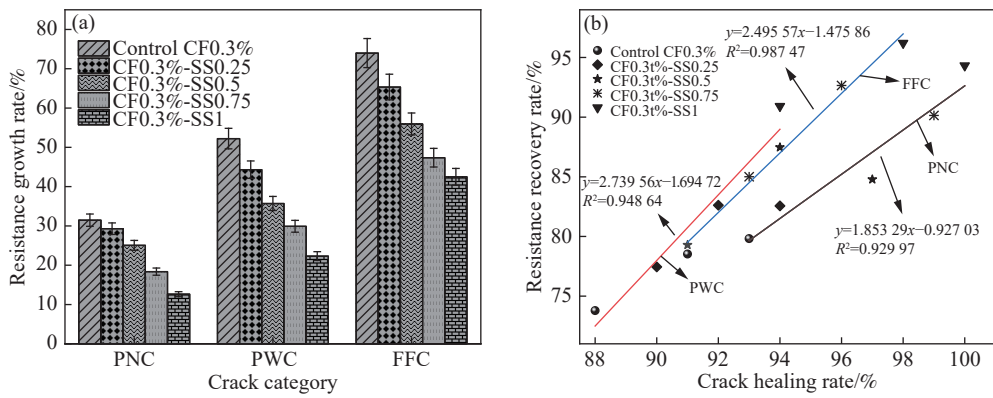 (a)
80
70
60
50
40
30
20
10
0
Resistance growth rate/%
Control CF0.3%
CF0.3%-SS0.25
CF0.3%-SS0.5
CF0.3%-SS0.75
CF0.3%-SS1
PNC PWC FFC
Crack category
(b)
95
90
85
80
75
Resistance recovery rate/%
Control CF0.3%
CF0.3t%-SS0.25
CF0.3t%-SS0.5
CF0.3t%-SS0.75
CF0.3t%-SS1
y=2.495 57x−1.475 86
R²=0.987 47
FFC
PNC
y=2.739 56x−1.694 72
R²=0.948 64
y=1.853 29x−0.927 03
R²=0.929 97
PWC
88 90 92 94 96 98 100
Crack healing rate/%